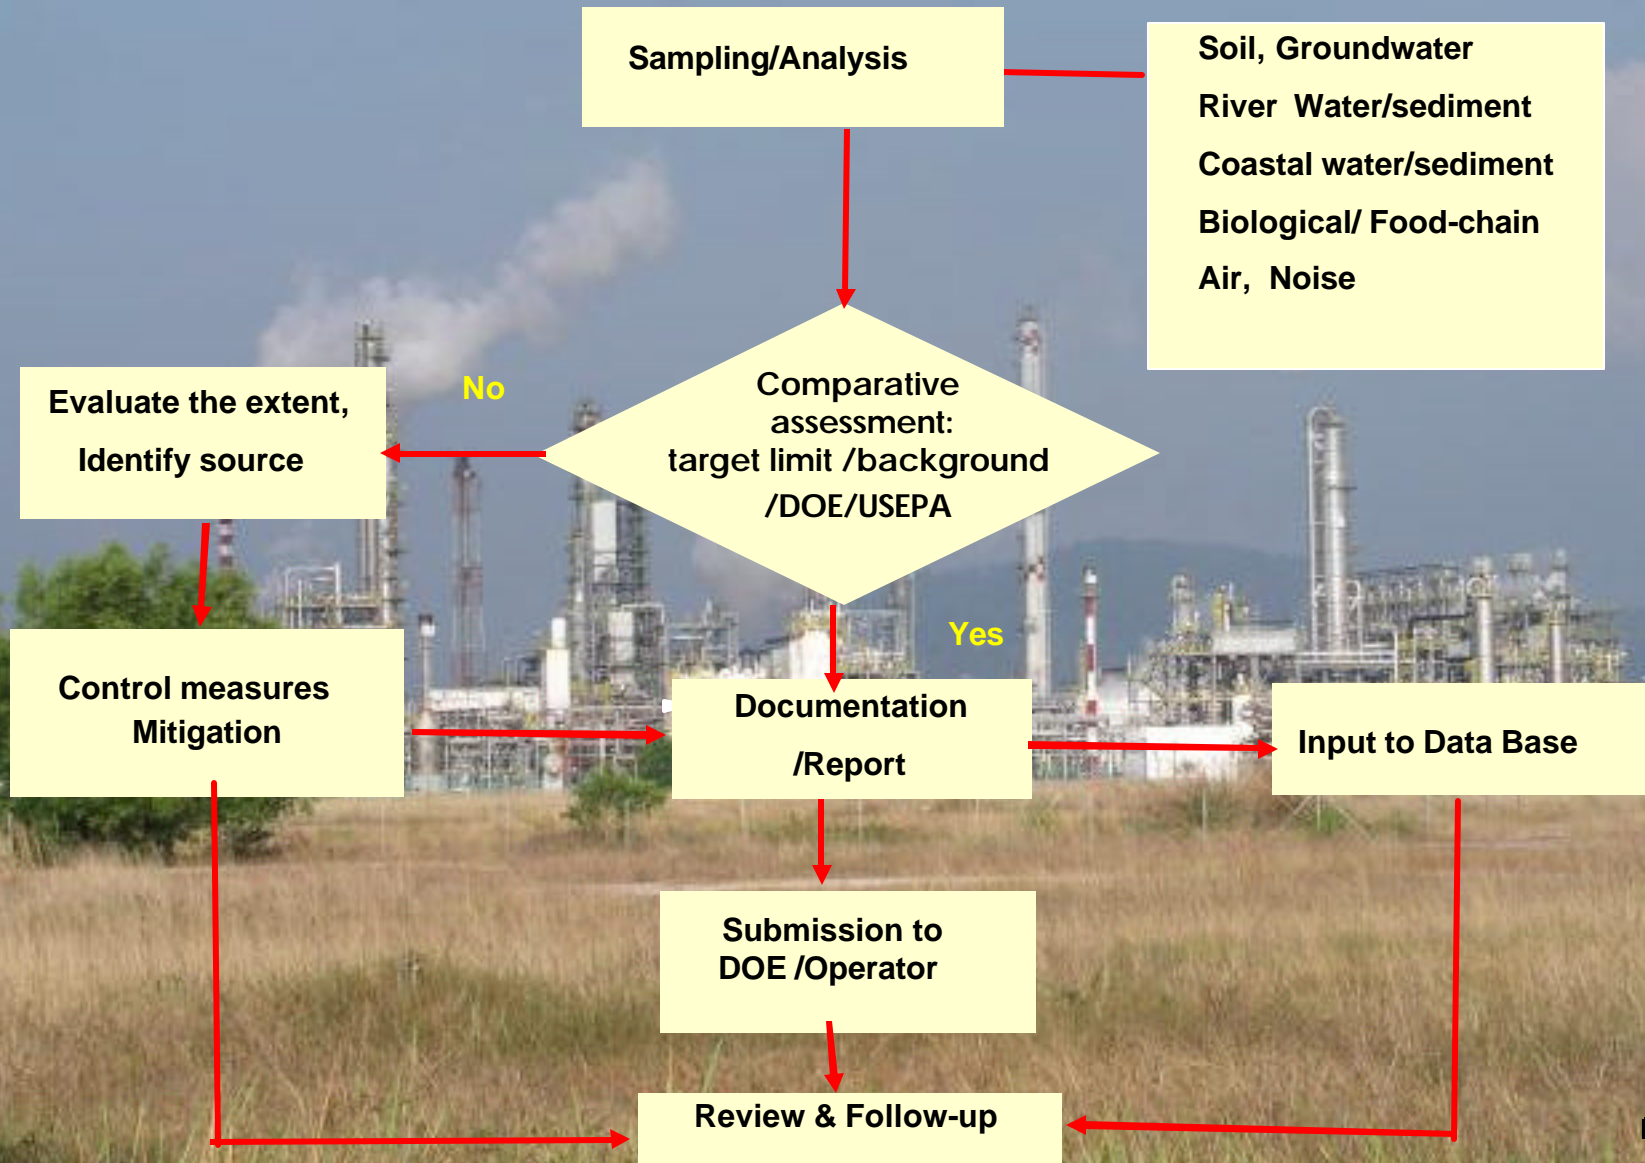 Sampling/Analysis
Soil, Groundwater
River Water/sediment
Coastal water/sediment
Biological/ Food-chain
Air, Noise
Comparative
assessment:
target limit /background
/DOE/USEPA
No
Evaluate the extent,
Identify source
Yes
Control measures
Mitigation
Documentation
/Report
Input to Data Base
Submission to
DOE /Operator
Review & Follow-up